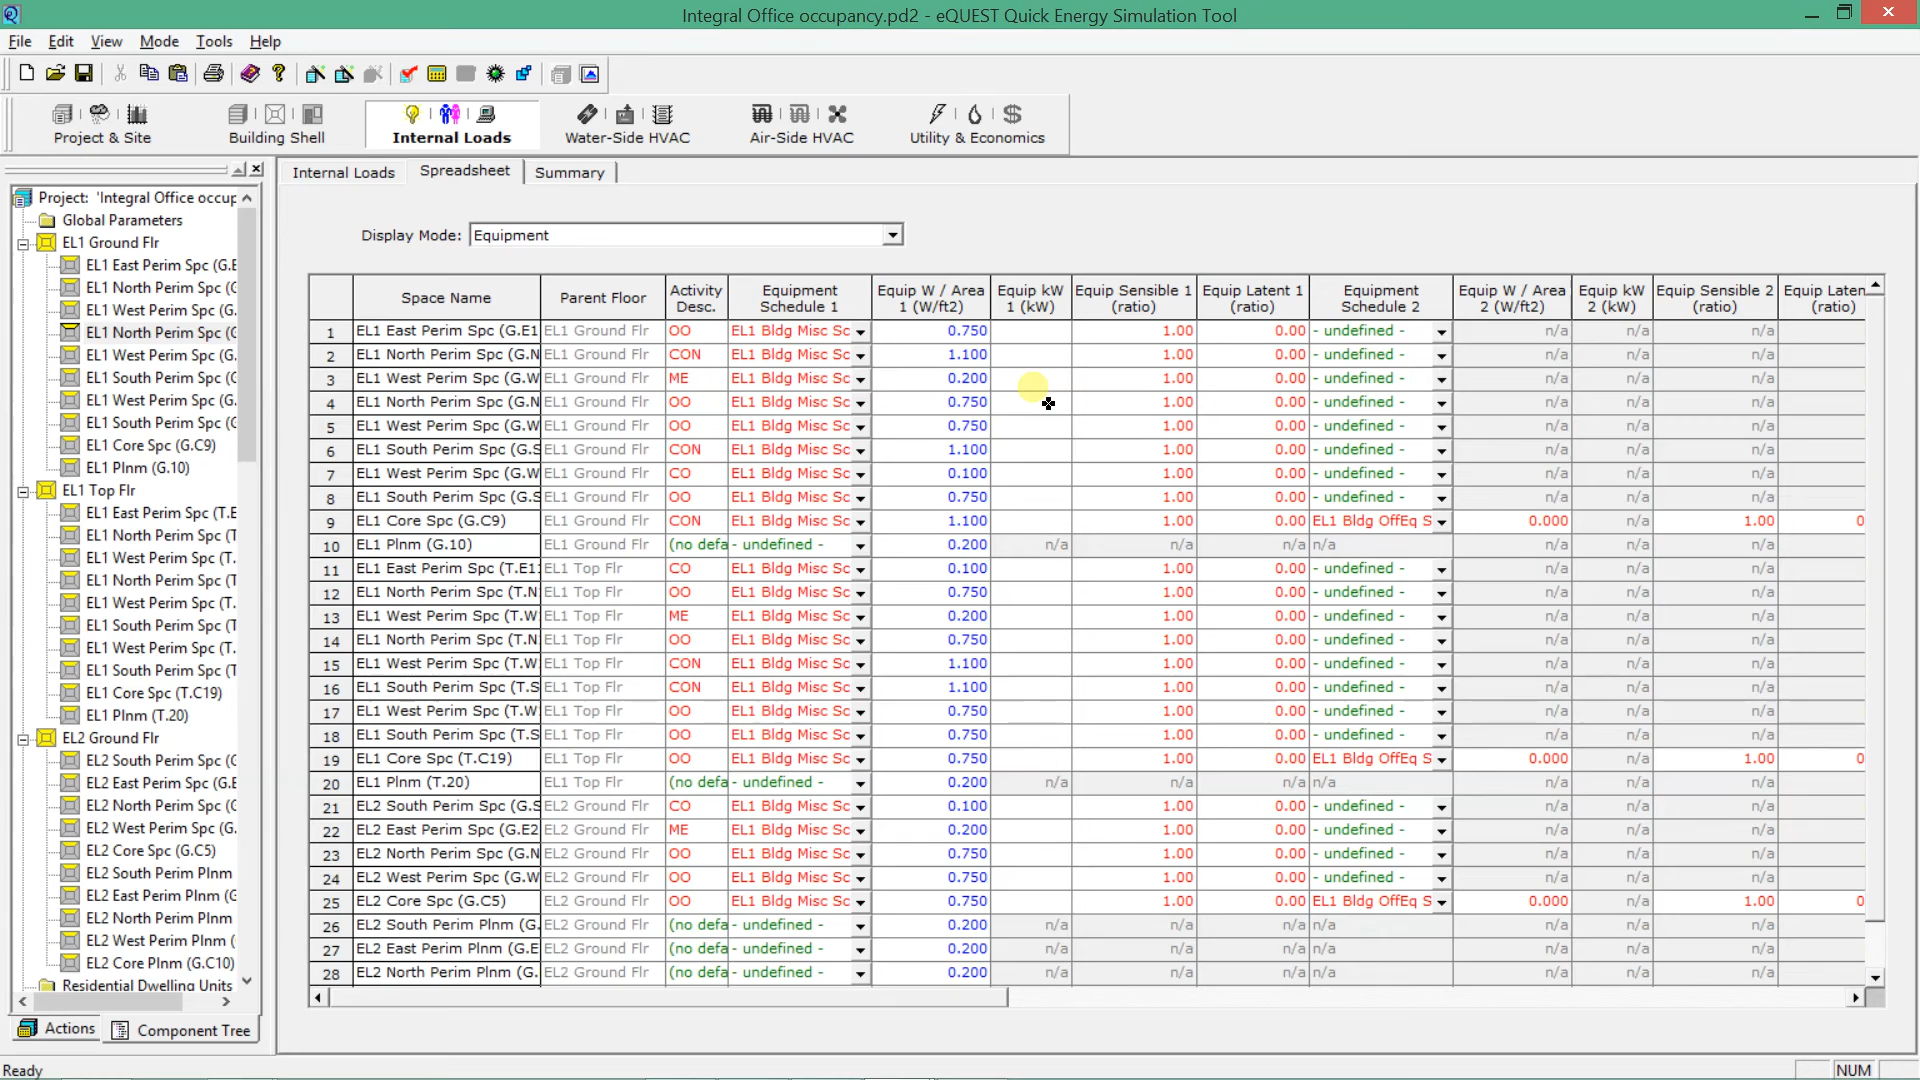 Integral Office occupancy.pd2 - eQUEST Quick Energy Simulation Tool
File Edit View Mode Tools Help
Project & Site Building Shell Internal Loads Water-Side HVAC Air-Side HVAC Utility & Economics
Internal Loads Spreadsheet Summary
Project: 'Integral Office occup
Global Parameters
EL1 Ground Flr
EL1 East Perim Spc (G.E
EL1 North Perim Spc (G
EL1 West Perim Spc (G.
EL1 North Perim Spc (G
EL1 West Perim Spc (G.
EL1 South Perim Spc (G
EL1 West Perim Spc (G.
EL1 South Perim Spc (G
EL1 Core Spc (G.C9)
EL1 Plnm (G.10)
EL1 Top Flr
EL1 East Perim Spc (T.E
EL1 North Perim Spc (T
EL1 West Perim Spc (T.
EL1 North Perim Spc (T
EL1 West Perim Spc (T.
EL1 South Perim Spc (T
EL1 West Perim Spc (T.
EL1 South Perim Spc (T
EL1 Core Spc (T.C19)
EL1 Plnm (T.20)
EL2 Ground Flr
EL2 South Perim Spc (G
EL2 East Perim Spc (G.E
EL2 North Perim Spc (G
EL2 West Perim Spc (G.
EL2 Core Spc (G.C5)
EL2 South Perim Plnm
EL2 East Perim Plnm (G
EL2 North Perim Plnm
EL2 West Perim Plnm (
EL2 Core Plnm (G.C10)
Residential Dwelling Units
Actions Component Tree
Display Mode: Equipment
Space Name Parent Floor Activity Desc. Equipment Schedule 1 Equip W / Area 1 (W/ft2) Equip kW 1 (kW) Equip Sensible 1 (ratio) Equip Latent 1 (ratio) Equipment Schedule 2 Equip W / Area 2 (W/ft2) Equip kW 2 (kW) Equip Sensible 2 (ratio) Equip Laten (ratio)
1 EL1 East Perim Spc (G.E1 EL1 Ground Flr OO EL1 Bldg Misc Sc 0.750 1.00 0.00 - undefined - n/a n/a n/a
2 EL1 North Perim Spc (G.N EL1 Ground Flr CON EL1 Bldg Misc Sc 1.100 1.00 0.00 - undefined - n/a n/a n/a
3 EL1 West Perim Spc (G.W EL1 Ground Flr ME EL1 Bldg Misc Sc 0.200 1.00 0.00 - undefined - n/a n/a n/a
4 EL1 North Perim Spc (G.N EL1 Ground Flr OO EL1 Bldg Misc Sc 0.750 1.00 0.00 - undefined - n/a n/a n/a
5 EL1 West Perim Spc (G.W EL1 Ground Flr OO EL1 Bldg Misc Sc 0.750 1.00 0.00 - undefined - n/a n/a n/a
6 EL1 South Perim Spc (G.S EL1 Ground Flr CON EL1 Bldg Misc Sc 1.100 1.00 0.00 - undefined - n/a n/a n/a
7 EL1 West Perim Spc (G.W EL1 Ground Flr CO EL1 Bldg Misc Sc 0.100 1.00 0.00 - undefined - n/a n/a n/a
8 EL1 South Perim Spc (G.S EL1 Ground Flr OO EL1 Bldg Misc Sc 0.750 1.00 0.00 - undefined - n/a n/a n/a
9 EL1 Core Spc (G.C9) EL1 Ground Flr CON EL1 Bldg Misc Sc 1.100 1.00 0.00 EL1 Bldg OffEq S 0.000 n/a 1.00 0
10 EL1 Plnm (G.10) EL1 Ground Flr (no defa - undefined - 0.200 n/a n/a n/a n/a n/a n/a n/a
11 EL1 East Perim Spc (T.E1 EL1 Top Flr CO EL1 Bldg Misc Sc 0.100 1.00 0.00 - undefined - n/a n/a n/a
12 EL1 North Perim Spc (T.N EL1 Top Flr OO EL1 Bldg Misc Sc 0.750 1.00 0.00 - undefined - n/a n/a n/a
13 EL1 West Perim Spc (T.W EL1 Top Flr ME EL1 Bldg Misc Sc 0.200 1.00 0.00 - undefined - n/a n/a n/a
14 EL1 North Perim Spc (T.N EL1 Top Flr OO EL1 Bldg Misc Sc 0.750 1.00 0.00 - undefined - n/a n/a n/a
15 EL1 West Perim Spc (T.W EL1 Top Flr CON EL1 Bldg Misc Sc 1.100 1.00 0.00 - undefined - n/a n/a n/a
16 EL1 South Perim Spc (T.S EL1 Top Flr CON EL1 Bldg Misc Sc 1.100 1.00 0.00 - undefined - n/a n/a n/a
17 EL1 West Perim Spc (T.W EL1 Top Flr OO EL1 Bldg Misc Sc 0.750 1.00 0.00 - undefined - n/a n/a n/a
18 EL1 South Perim Spc (T.S EL1 Top Flr OO EL1 Bldg Misc Sc 0.750 1.00 0.00 - undefined - n/a n/a n/a
19 EL1 Core Spc (T.C19) EL1 Top Flr OO EL1 Bldg Misc Sc 0.750 1.00 0.00 EL1 Bldg OffEq S 0.000 n/a 1.00 0
20 EL1 Plnm (T.20) EL1 Top Flr (no defa - undefined - 0.200 n/a n/a n/a n/a n/a n/a n/a
21 EL2 South Perim Spc (G.S EL2 Ground Flr CO EL1 Bldg Misc Sc 0.100 1.00 0.00 - undefined - n/a n/a n/a
22 EL2 East Perim Spc (G.E2 EL2 Ground Flr ME EL1 Bldg Misc Sc 0.200 1.00 0.00 - undefined - n/a n/a n/a
23 EL2 North Perim Spc (G.N EL2 Ground Flr OO EL1 Bldg Misc Sc 0.750 1.00 0.00 - undefined - n/a n/a n/a
24 EL2 West Perim Spc (G.W EL2 Ground Flr OO EL1 Bldg Misc Sc 0.750 1.00 0.00 - undefined - n/a n/a n/a
25 EL2 Core Spc (G.C5) EL2 Ground Flr OO EL1 Bldg Misc Sc 0.750 1.00 0.00 EL1 Bldg OffEq S 0.000 n/a 1.00 0
26 EL2 South Perim Plnm (G. EL2 Ground Flr (no defa - undefined - 0.200 n/a n/a n/a n/a n/a n/a n/a
27 EL2 East Perim Plnm (G.E EL2 Ground Flr (no defa - undefined - 0.200 n/a n/a n/a n/a n/a n/a n/a
28 EL2 North Perim Plnm (G. EL2 Ground Flr (no defa - undefined - 0.200 n/a n/a n/a n/a n/a n/a n/a
Ready NUM